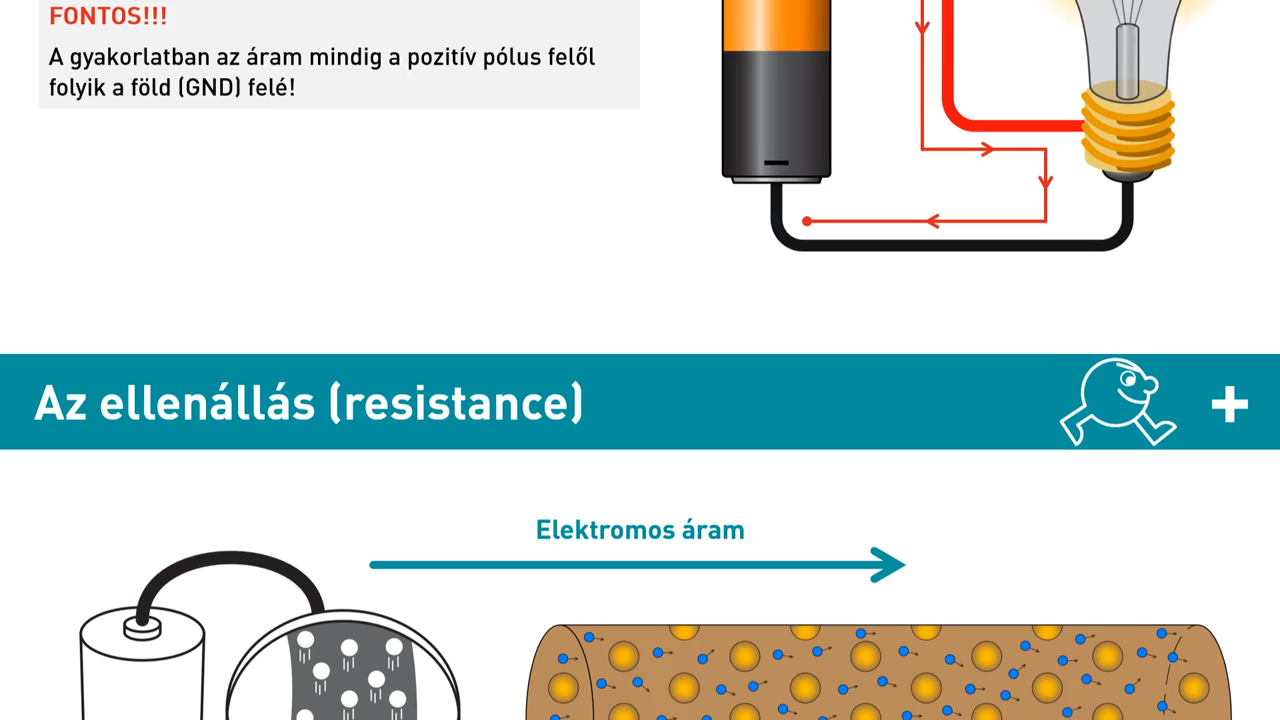 FONTOS!!!
A gyakorlatban az áram mindig a pozitív pólus felől
folyik a föld (GND) felé!
Az ellenállás (resistance)
Elektromos áram